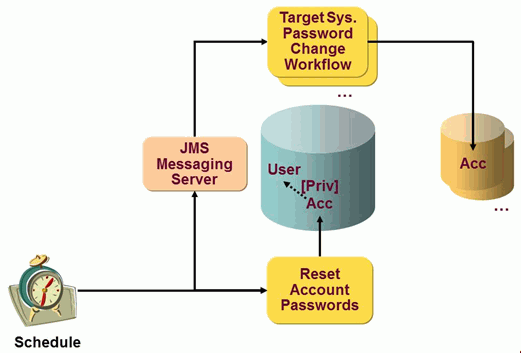 Target Sys.
Password
Change
Workflow
...
JMS
Messaging
Server
User
[Priv]
Acc
Acc
...
Reset
Account
Passwords
Schedule